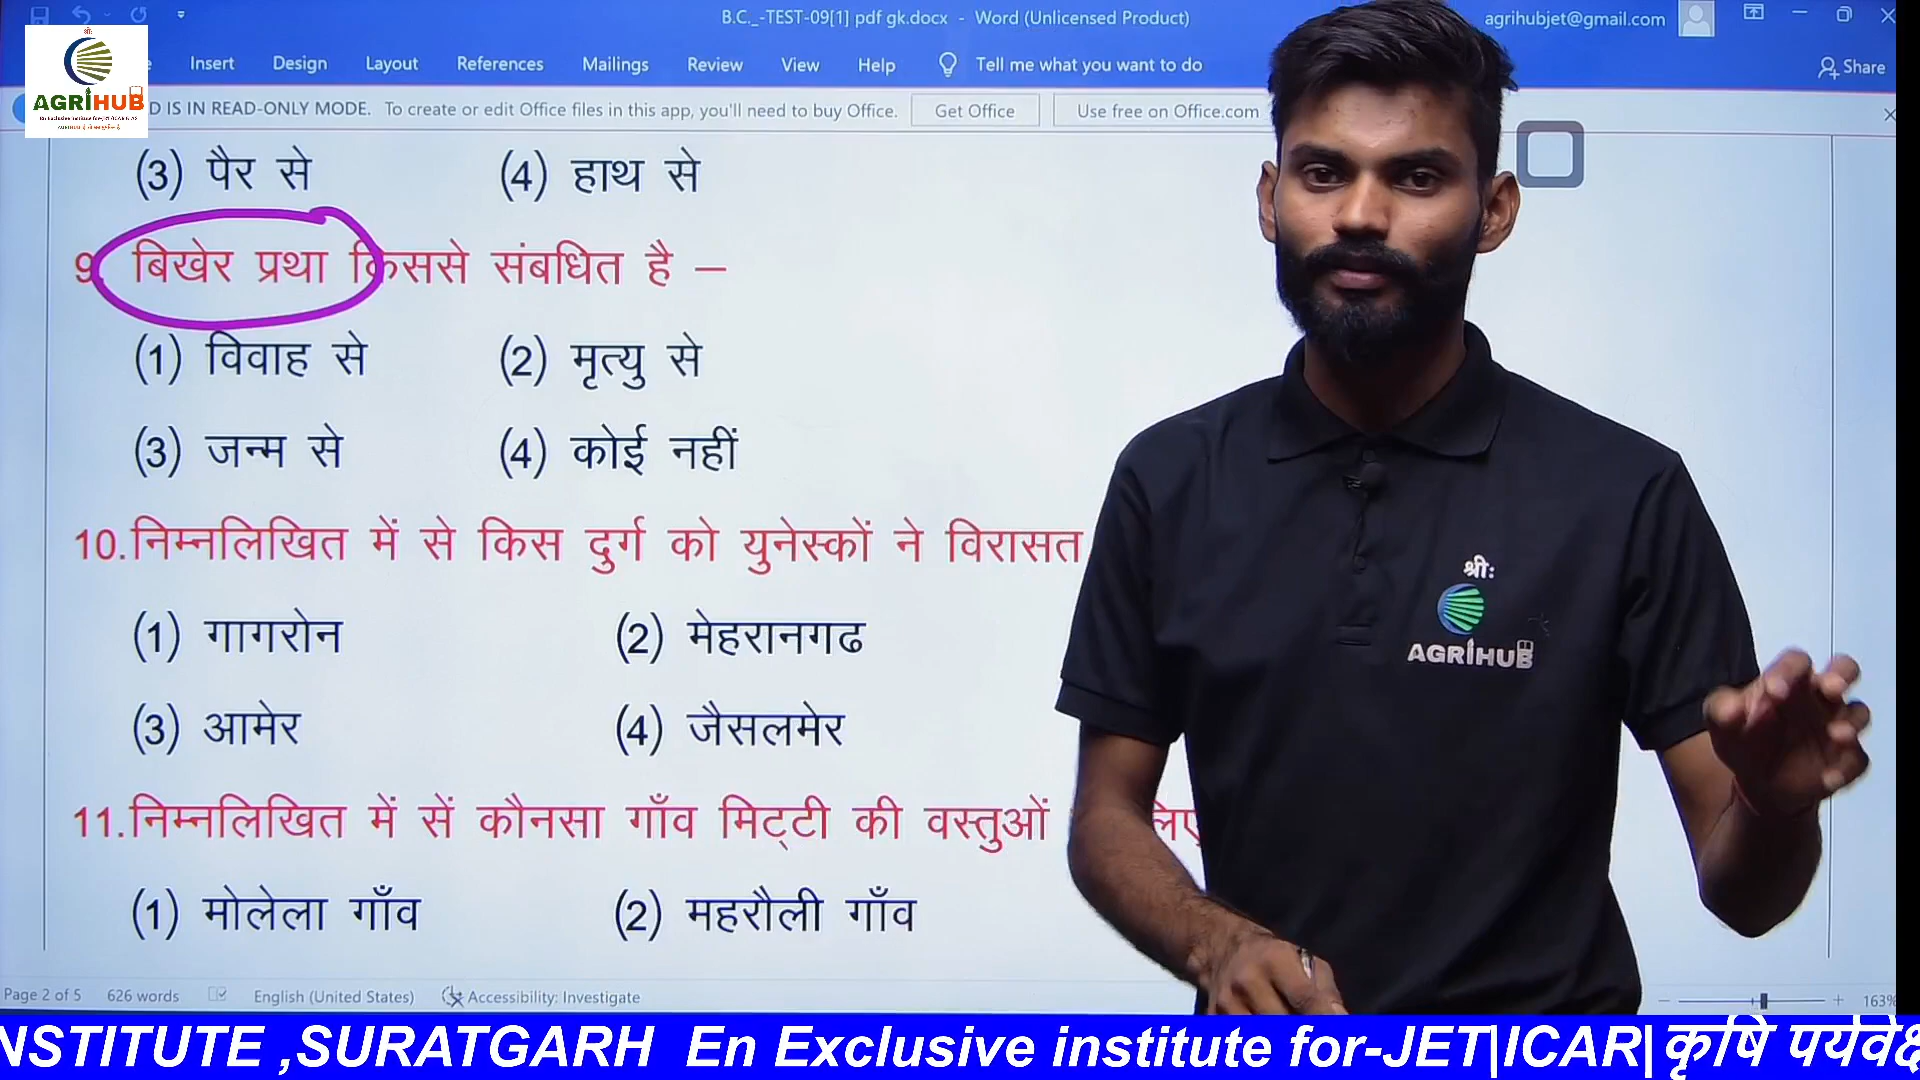 B.C._-TEST-09[1] pdf gk.docx - Word (Unlicensed Product)
agrihubjet@gmail.com
Insert Design Layout References Mailings Review View Help Tell me what you want to do
Share
श्रीः
AGRIHUB
D IS IN READ-ONLY MODE. To create or edit Office files in this app, you'll need to buy Office. Get Office Use free on Office.com
(3) पैर से (4) हाथ से
9. बिखेर प्रथा किससे संबधित है –
(1) विवाह से (2) मृत्यु से
(3) जन्म से (4) कोई नहीं
10. निम्नलिखित में से किस दुर्ग को युनेस्कों ने विरासत
(1) गागरोन (2) मेहरानगढ
(3) आमेर (4) जैसलमेर
11. निम्नलिखित में सें कौनसा गाँव मिट्टी की वस्तुओं लिए
(1) मोलेला गाँव (2) महरौली गाँव
श्रीः
AGRIHUB
Page 2 of 5 626 words English (United States) Accessibility: Investigate 163%
NSTITUTE ,SURATGARH En Exclusive institute for-JET|ICAR|कृषि पर्यवेक्ष